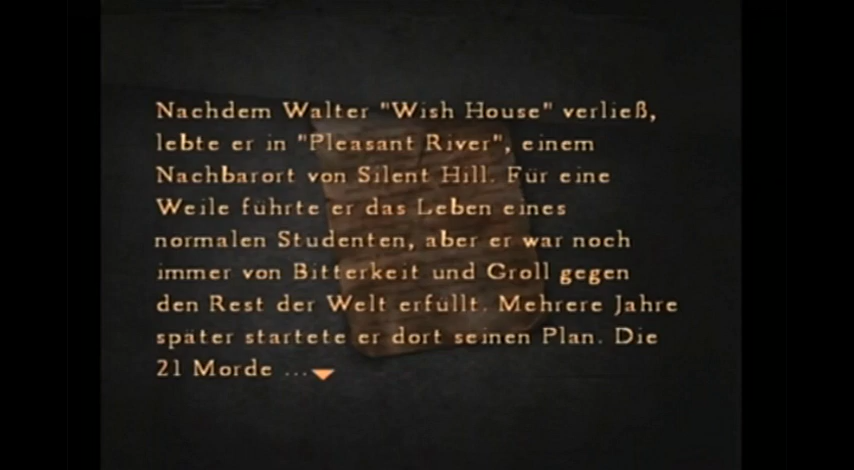 Nachdem Walter "Wish House" verließ,
lebte er in "Pleasant River", einem
Nachbarort von Silent Hill. Für eine
Weile führte er das Leben eines
normalen Studenten, aber er war noch
immer von Bitterkeit und Groll gegen
den Rest der Welt erfüllt. Mehrere Jahre
später startete er dort seinen Plan. Die
21 Morde ...